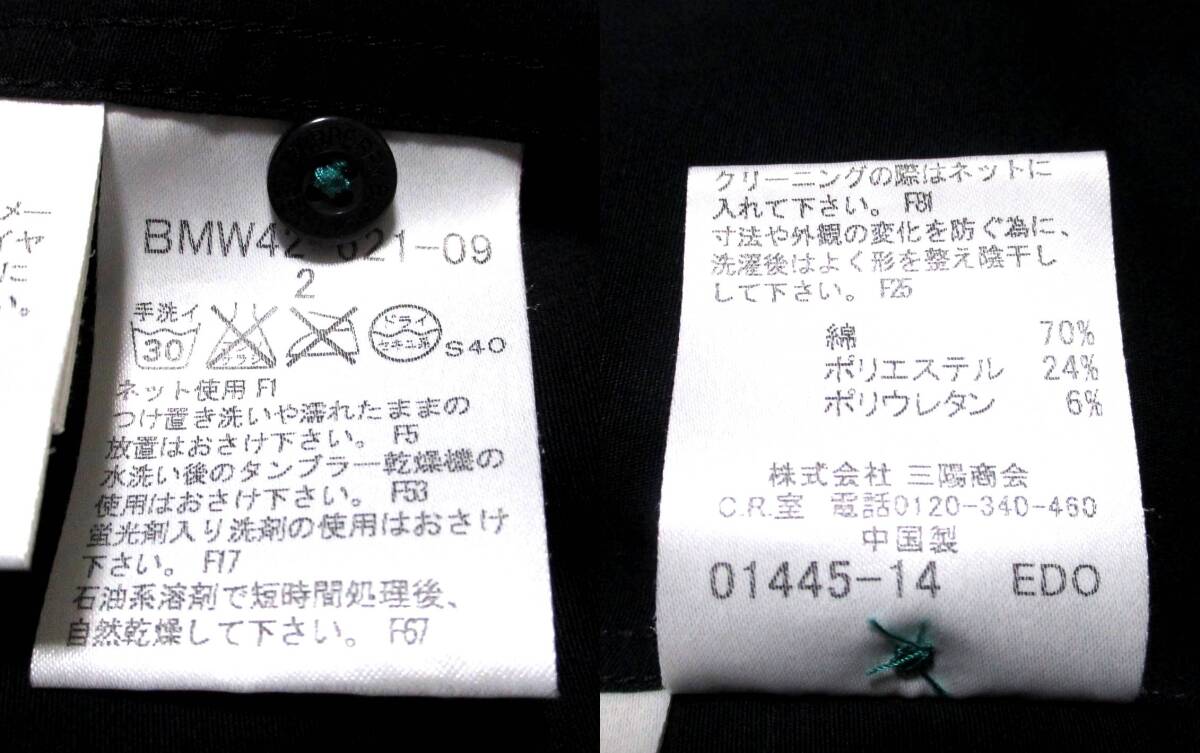 メー
イヤ
に
い。
BMW42 021-09
2
手洗イ
30
ドライ
セキユ系
S40
ネット使用 F1
つけ置き洗いや濡れたままの
放置はおさけ下さい。 F5
水洗い後のタンブラー乾燥機の
使用はおさけ下さい。 F53
蛍光剤入り洗剤の使用はおさけ
下さい。 F17
石油系溶剤で短時間処理後、
自然乾燥して下さい。 F67
クリーニングの際はネットに
入れて下さい。 F81
寸法や外観の変化を防ぐ為に、
洗濯後はよく形を整え陰干し
して下さい。 F25
綿 70%
ポリエステル 24%
ポリウレタン 6%
株式会社 三陽商会
C.R.室 電話0120-340-460
中国製
01445-14 EDO